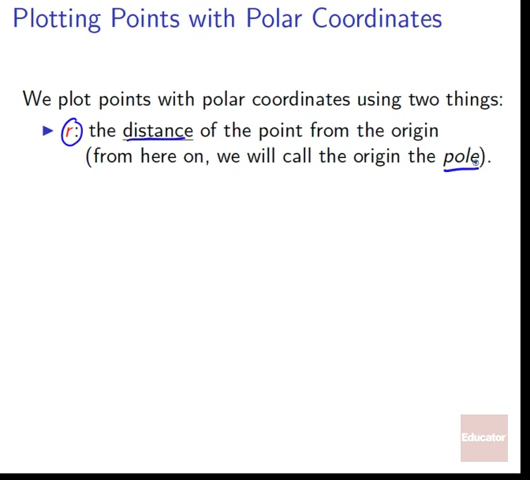 Plotting Points with Polar Coordinates
We plot points with polar coordinates using two things:
▶ r: the distance of the point from the origin
(from here on, we will call the origin the pole).
Educator